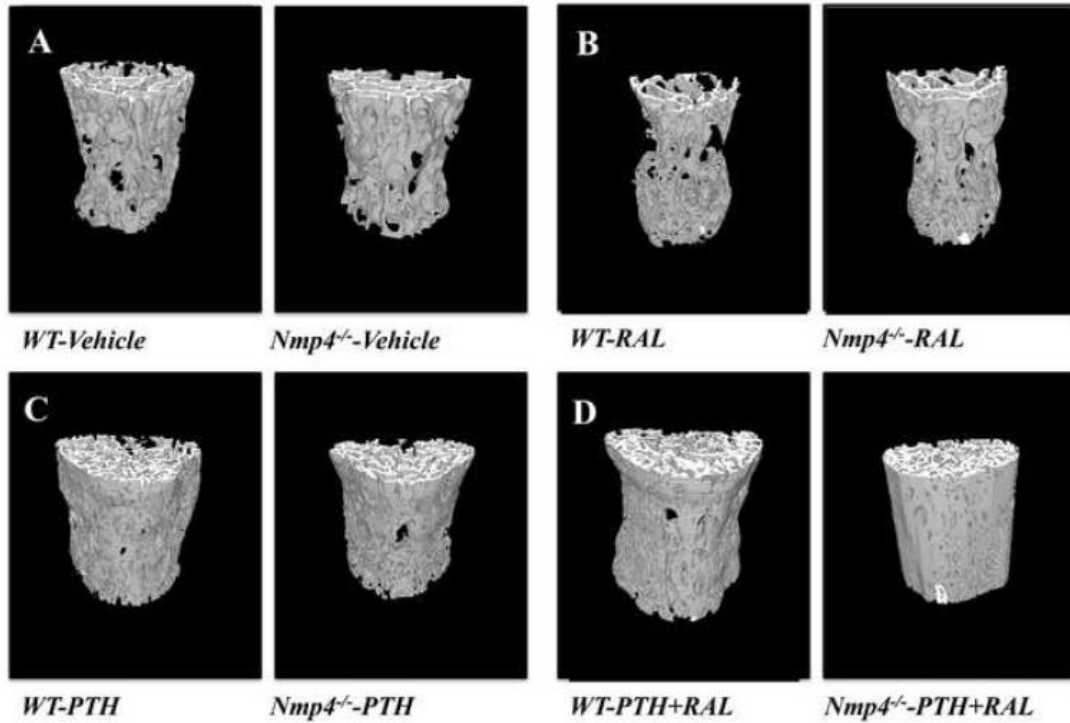 A
B
WT-Vehicle
Nmp4-/--Vehicle
WT-RAL
Nmp4-/--RAL
C
D
WT-PTH
Nmp4-/--PTH
WT-PTH+RAL
Nmp4-/--PTH+RAL